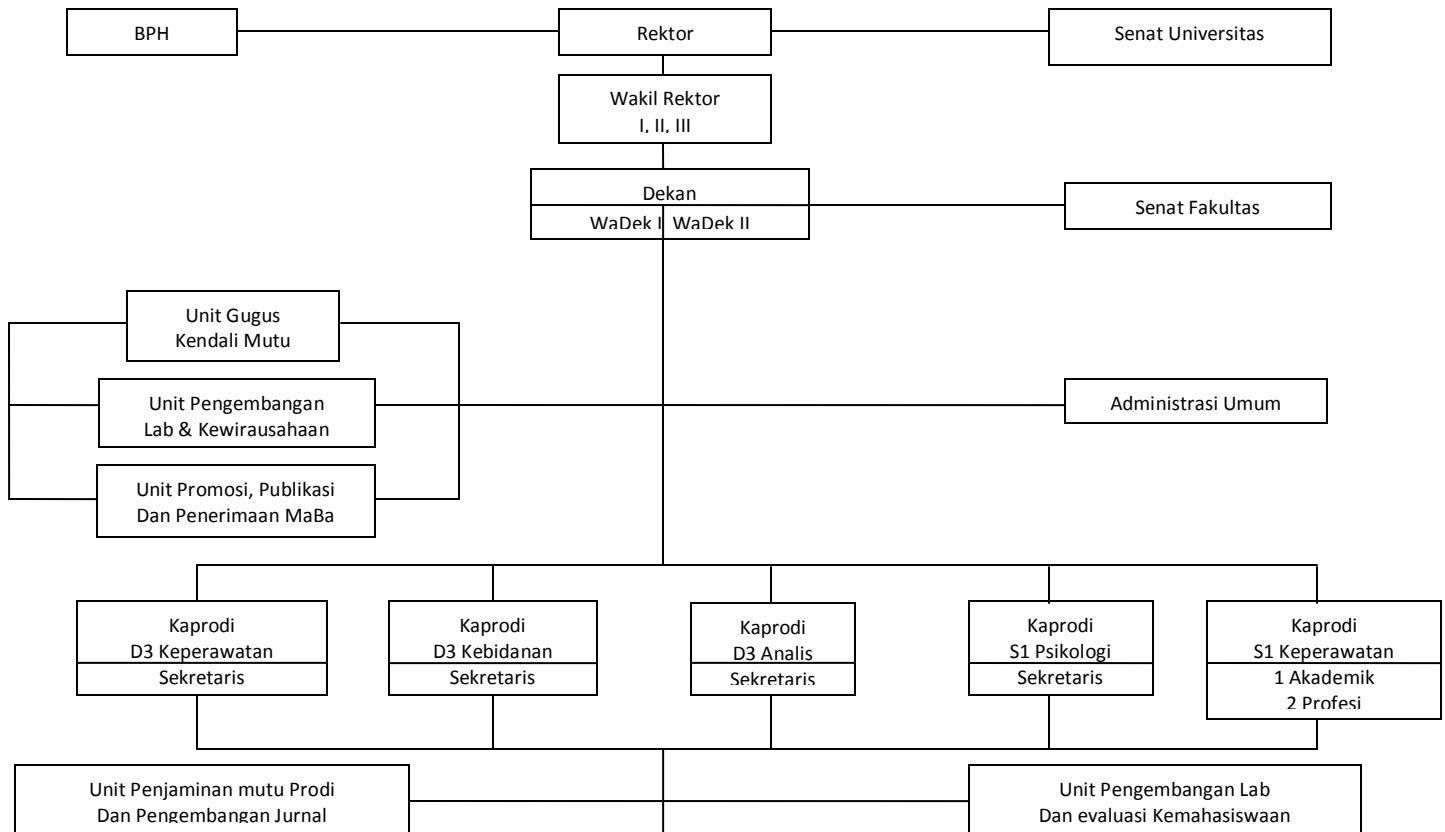 BPH
Rektor
Senat Universitas
Wakil Rektor
I, II, III
Dekan
WaDek I WaDek II
Senat Fakultas
Unit Gugus
Kendali Mutu
Unit Pengembangan
Lab & Kewirausahaan
Administrasi Umum
Unit Promosi, Publikasi
Dan Penerimaan MaBa
Kaprodi
D3 Keperawatan
Sekretaris
Kaprodi
D3 Kebidanan
Sekretaris
Kaprodi
D3 Analis
Sekretaris
Kaprodi
S1 Psikologi
Sekretaris
Kaprodi
S1 Keperawatan
1 Akademik
2 Profesi
Unit Penjaminan mutu Prodi
Dan Pengembangan Jurnal
Unit Pengembangan Lab
Dan evaluasi Kemahasiswaan